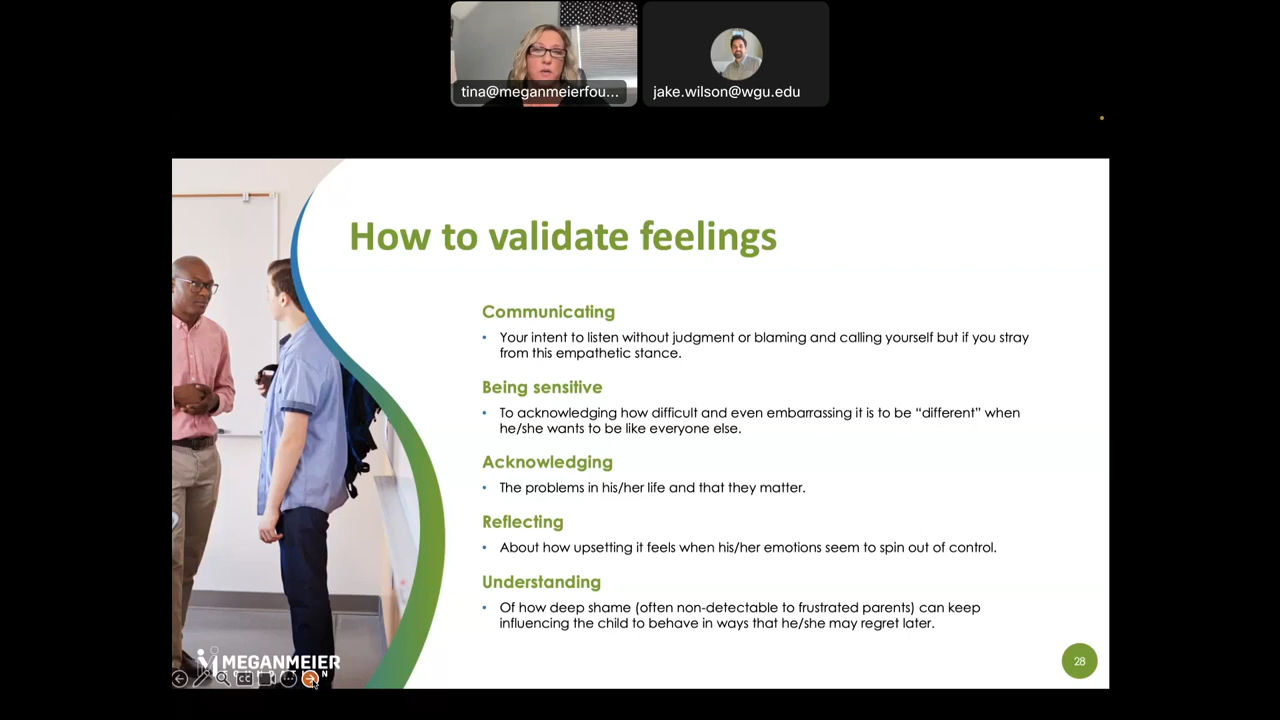 tina@meganmeierfou...
jake.wilson@wgu.edu
How to validate feelings
Communicating
• Your intent to listen without judgment or blaming and calling yourself but if you stray
from this empathetic stance.
Being sensitive
• To acknowledging how difficult and even embarrassing it is to be “different” when
he/she wants to be like everyone else.
Acknowledging
• The problems in his/her life and that they matter.
Reflecting
• About how upsetting it feels when his/her emotions seem to spin out of control.
Understanding
• Of how deep shame (often non-detectable to frustrated parents) can keep
influencing the child to behave in ways that he/she may regret later.
MEGANMEIER
CC
28